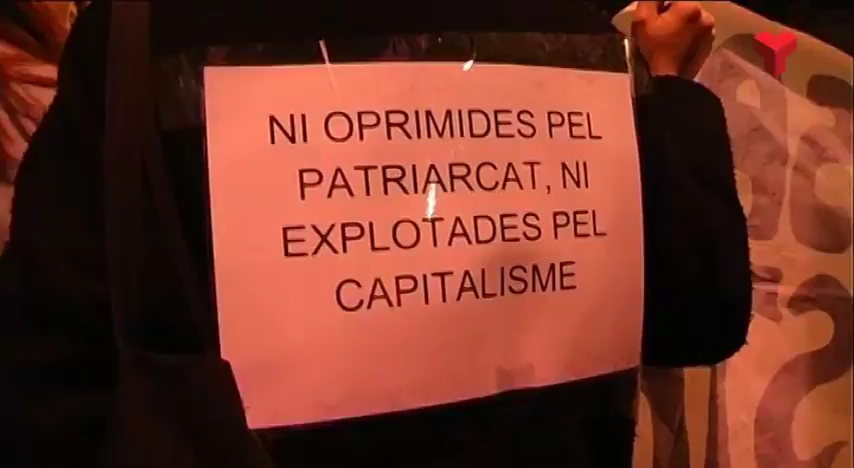 NI OPRIMIDES PEL
PATRIARCAT, NI
EXPLOTADES PEL
CAPITALISME